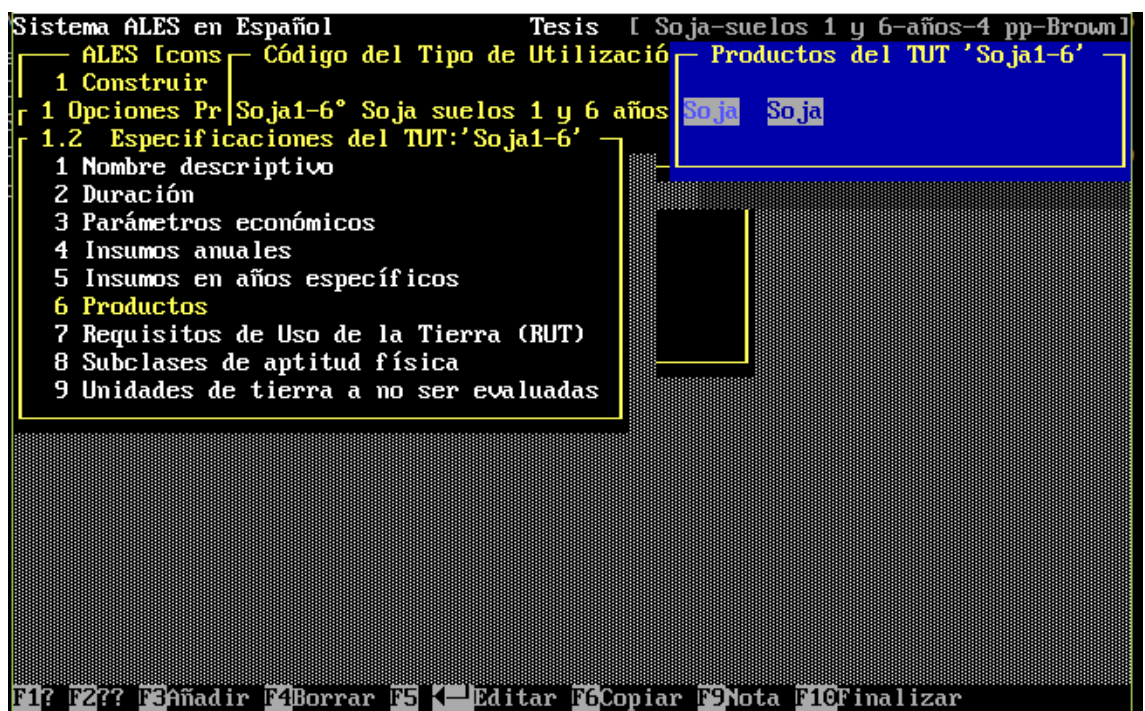 Sistema ALES en Español Tesis [ Soja-suelos 1 y 6-años-4 pp-Brown]
ALES [cons Código del Tipo de Utilizació Productos del TUT 'Soja1-6'
1 Construir
1 Opciones Pr Soja1-6° Soja suelos 1 y 6 años Soja Soja
1.2 Especificaciones del TUT:'Soja1-6'
1 Nombre descriptivo
2 Duración
3 Parámetros económicos
4 Insumos anuales
5 Insumos en años específicos
6 Productos
7 Requisitos de Uso de la Tierra (RUT)
8 Subclases de aptitud física
9 Unidades de tierra a no ser evaluadas
F1? F2?? F3Añadir F4Borrar F5 ◄─┘Editar F6Copiar F9Nota F10Finalizar